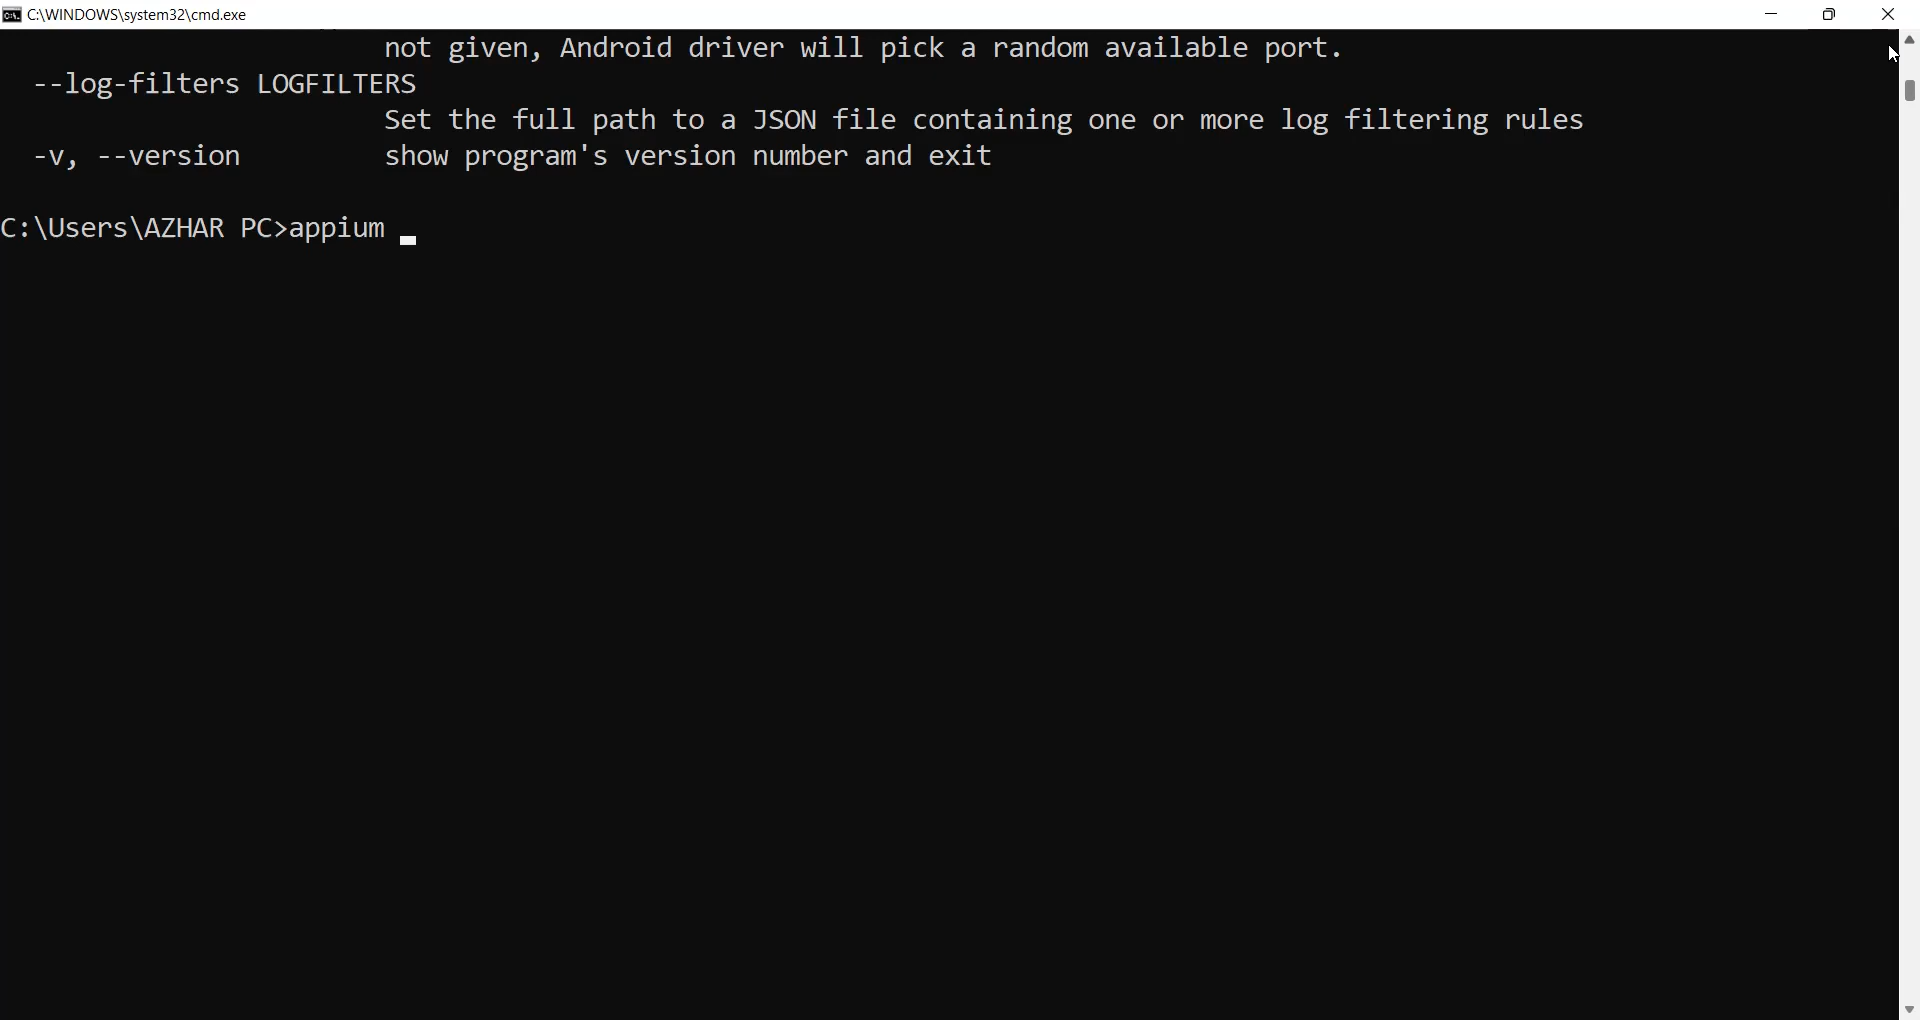 C:\WINDOWS\system32\cmd.exe
not given, Android driver will pick a random available port.
--log-filters LOGFILTERS
Set the full path to a JSON file containing one or more log filtering rules
-v, --version show program's version number and exit
C:\Users\AZHAR PC>appium